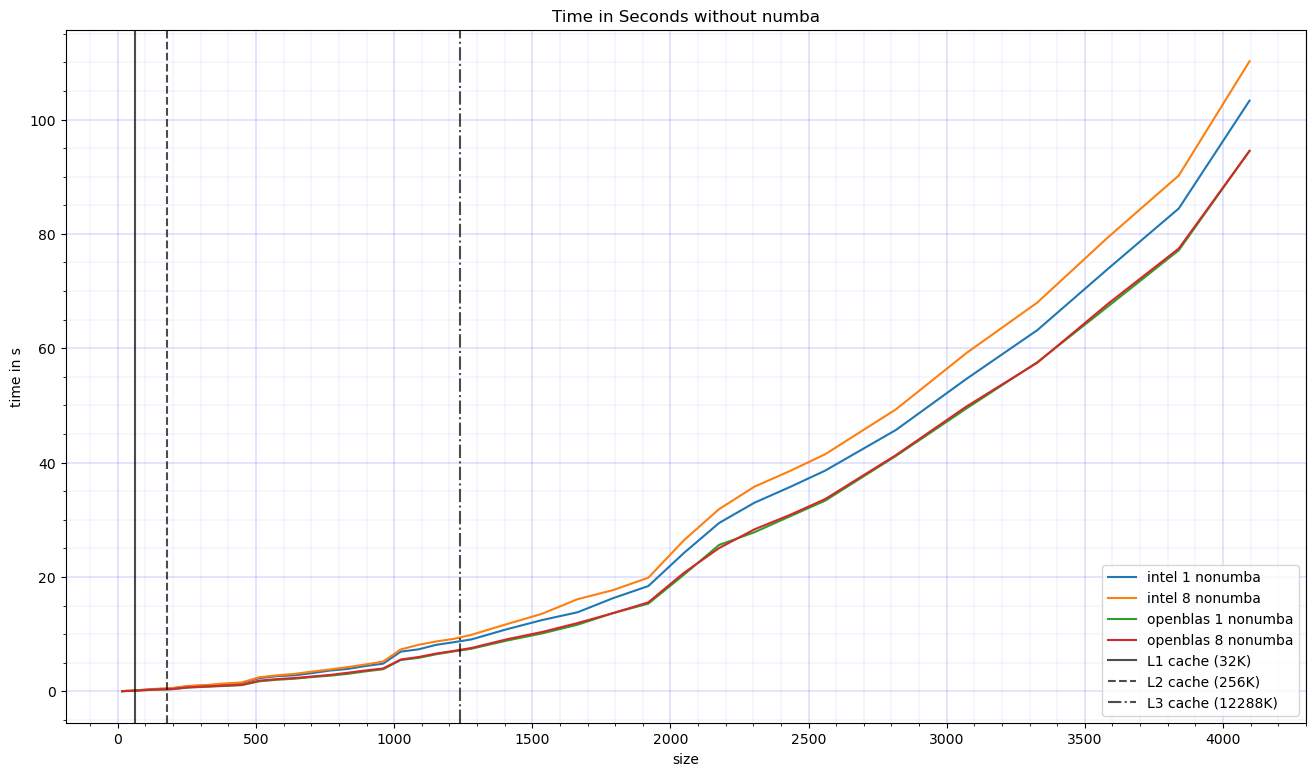 Time in Seconds without numba
time in s
100
80
60
40
20
0
0 500 1000 1500 2000 2500 3000 3500 4000
size
intel 1 nonumba
intel 8 nonumba
openblas 1 nonumba
openblas 8 nonumba
L1 cache (32K)
L2 cache (256K)
L3 cache (12288K)